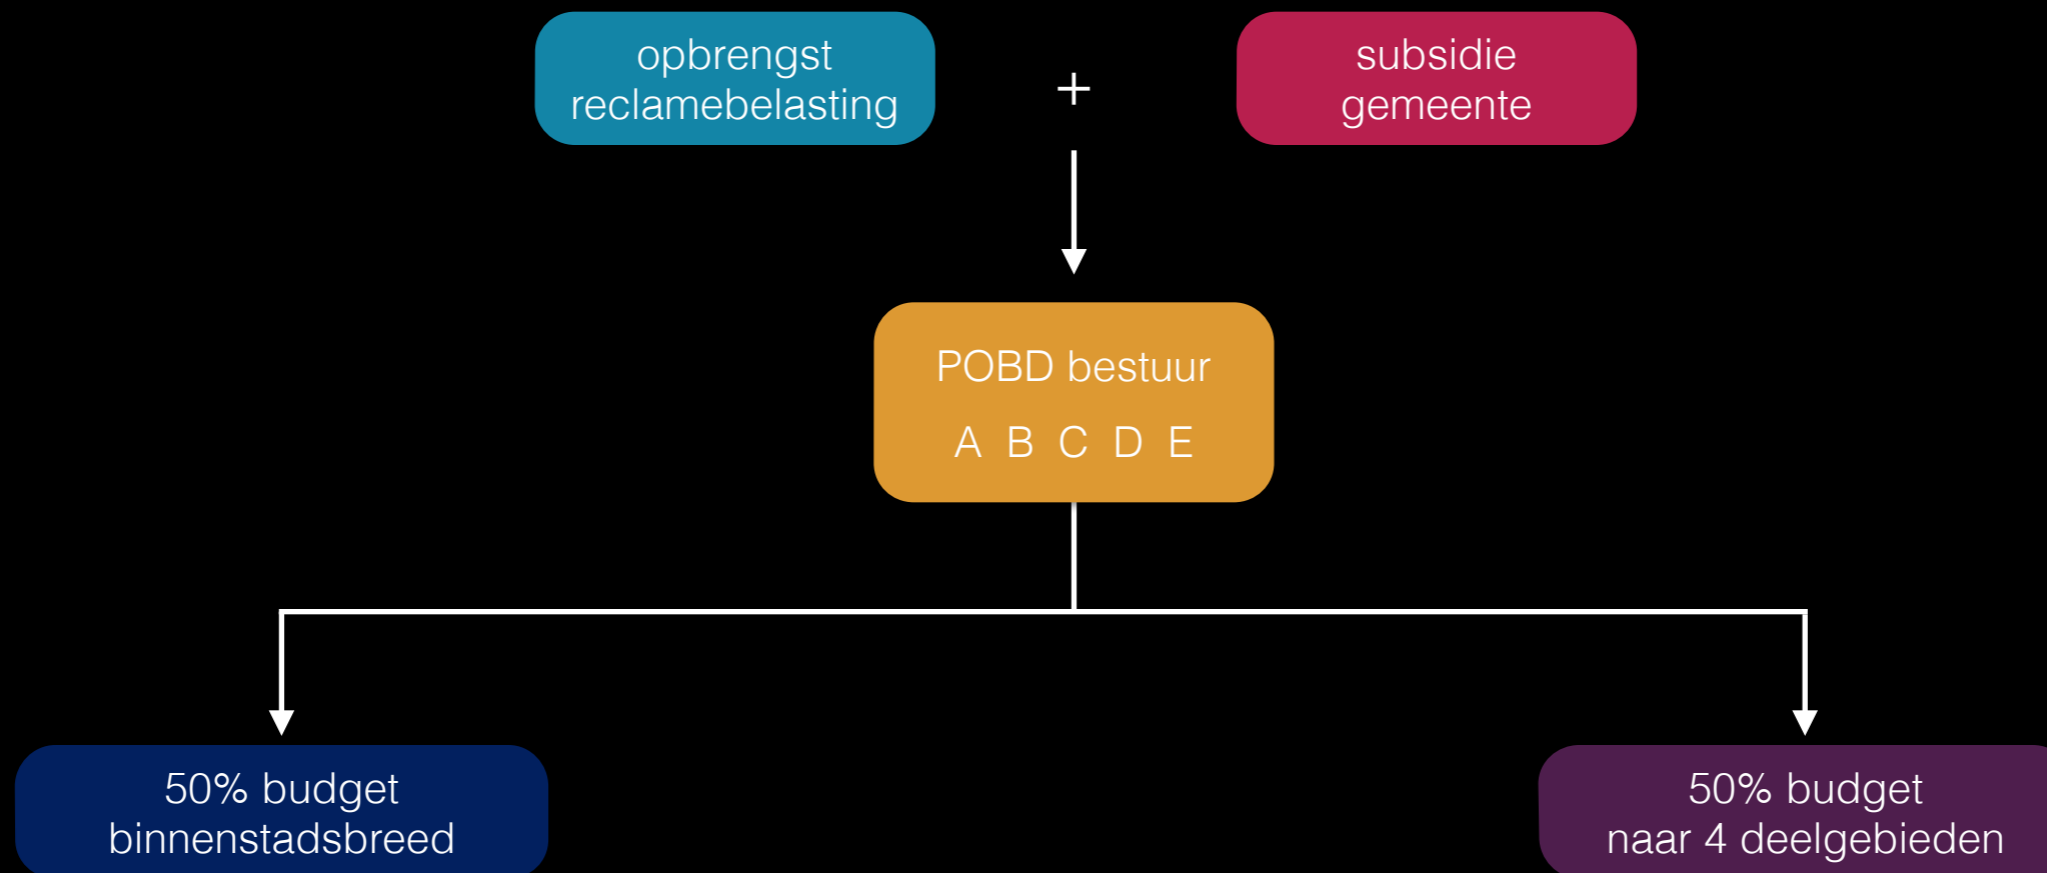 opbrengst
reclamebelasting
+
subsidie
gemeente
POBD bestuur
A B C D E
50% budget
binnenstadsbreed
50% budget
naar 4 deelgebieden